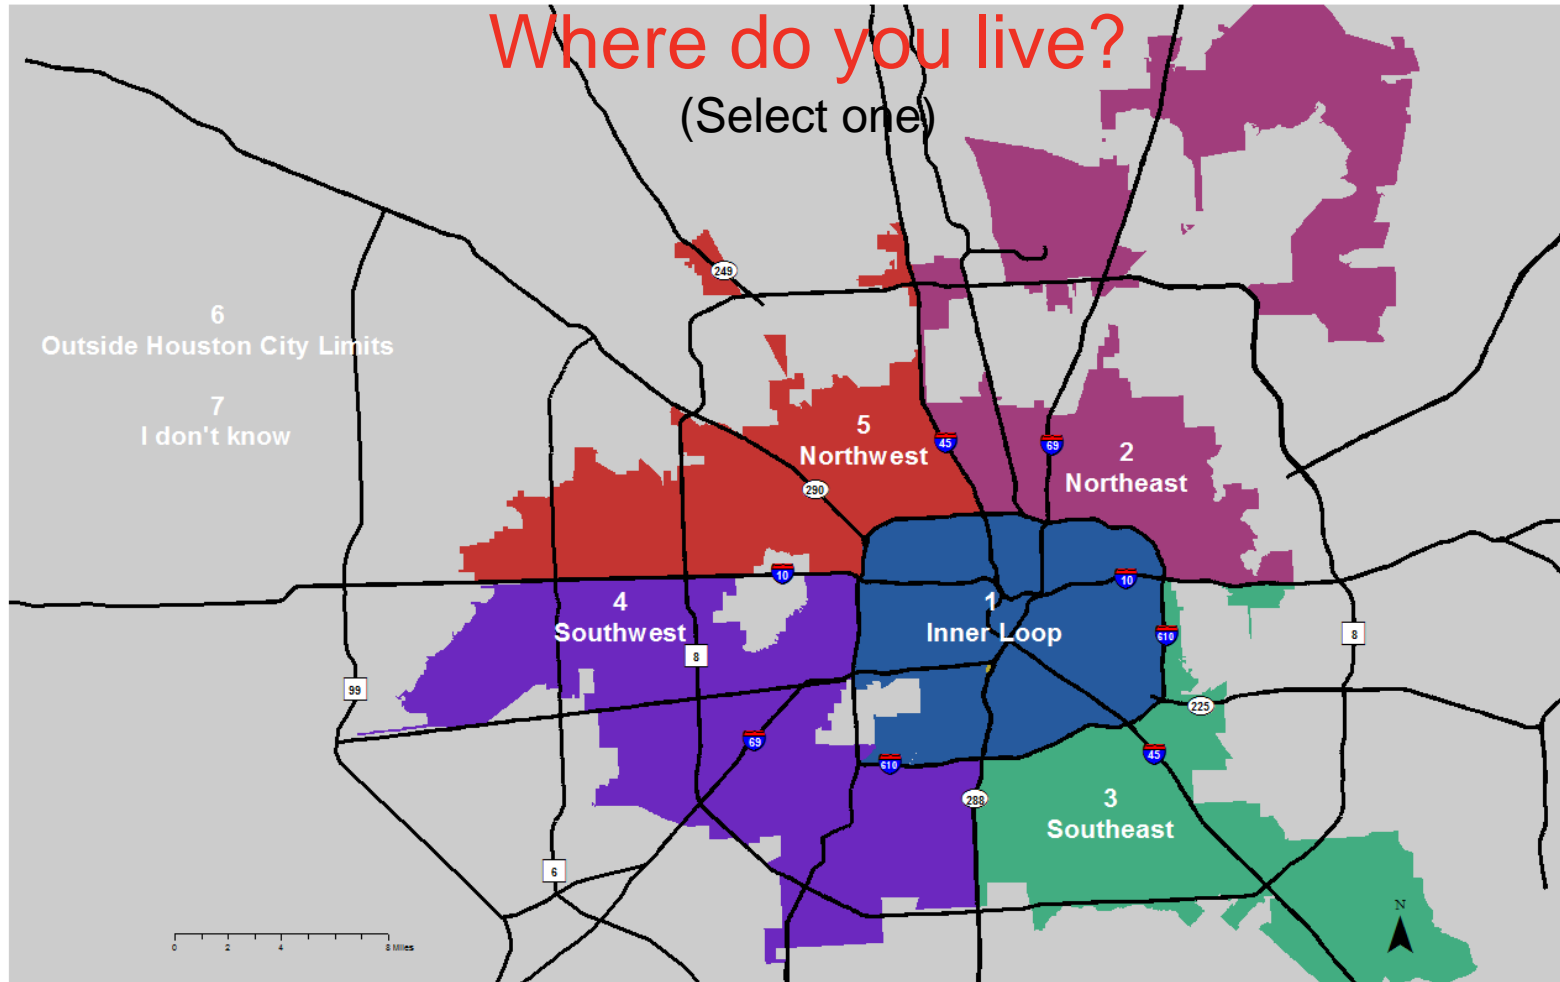 Where do you live?
(Select one)
249
6
Outside Houston City Limits
7
I don't know
5
Northwest
45
69
2
Northeast
290
10
10
4
Southwest
1
Inner Loop
610
8
8
99
225
69
610
45
288
3
Southeast
6
N
0 2 4 8 Miles